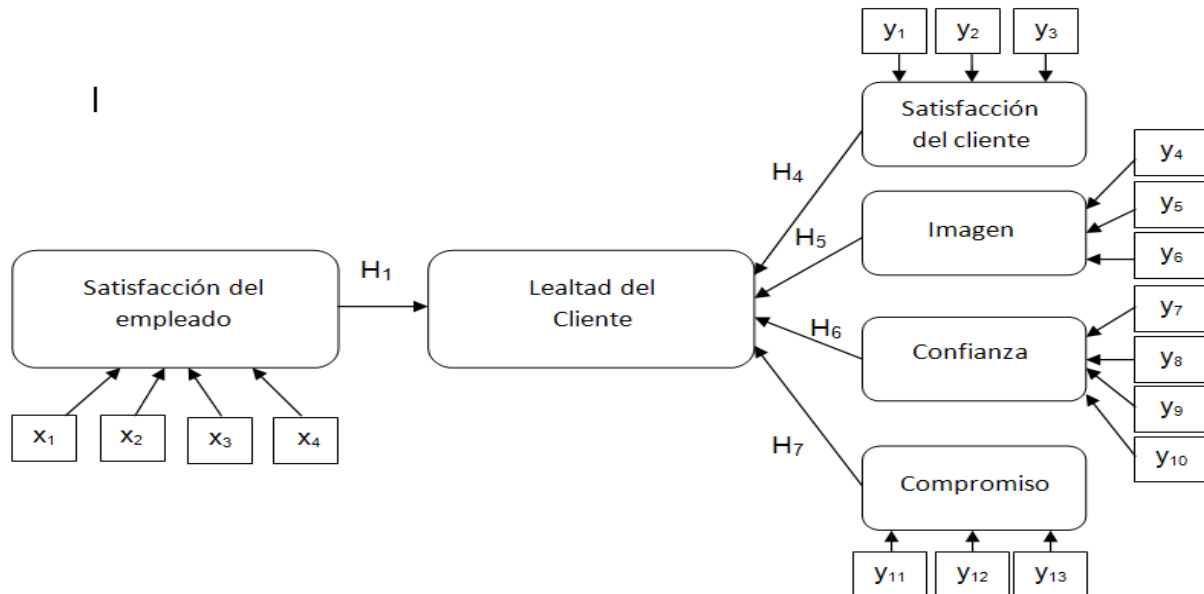 y₁
y₂
y₃
Satisfacción
del cliente
y₄
H₄
y₅
Imagen
H₅
y₆
H₁
Satisfacción del
empleado
Lealtad del
Cliente
y₇
H₆
Confianza
y₈
y₉
x₁
x₂
x₃
x₄
H₇
y₁₀
Compromiso
y₁₁
y₁₂
y₁₃